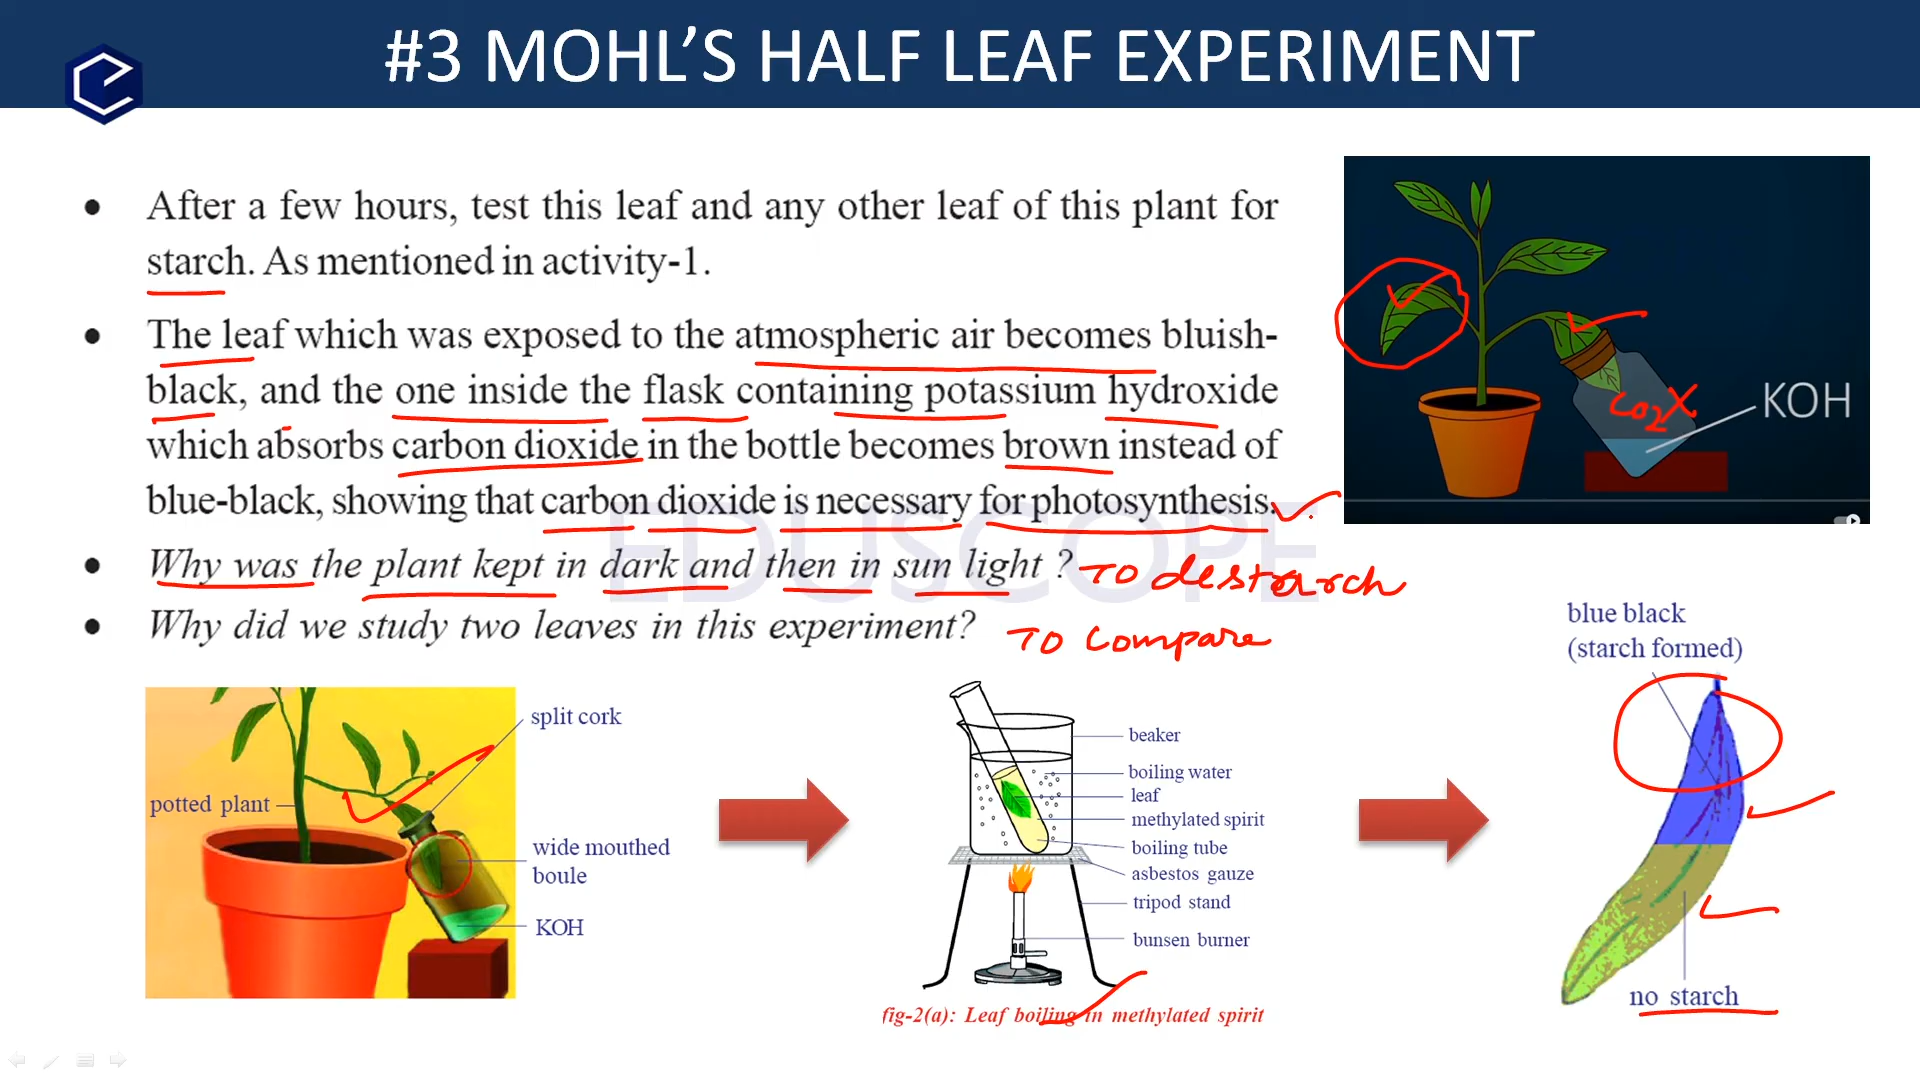 #3 MOHL'S HALF LEAF EXPERIMENT
• After a few hours, test this leaf and any other leaf of this plant for
starch. As mentioned in activity-1.
• The leaf which was exposed to the atmospheric air becomes bluish-
black, and the one inside the flask containing potassium hydroxide
which absorbs carbon dioxide in the bottle becomes brown instead of
blue-black, showing that carbon dioxide is necessary for photosynthesis.
• Why was the plant kept in dark and then in sun light ? To destrarch
• Why did we study two leaves in this experiment? To compare
EDUSCOPE
CO2 X
KOH
split cork
potted plant
wide mouthed
boule
KOH
beaker
boiling water
leaf
methylated spirit
boiling tube
asbestos gauze
tripod stand
bunsen burner
fig-2(a): Leaf boiling in methylated spirit
blue black
(starch formed)
no starch